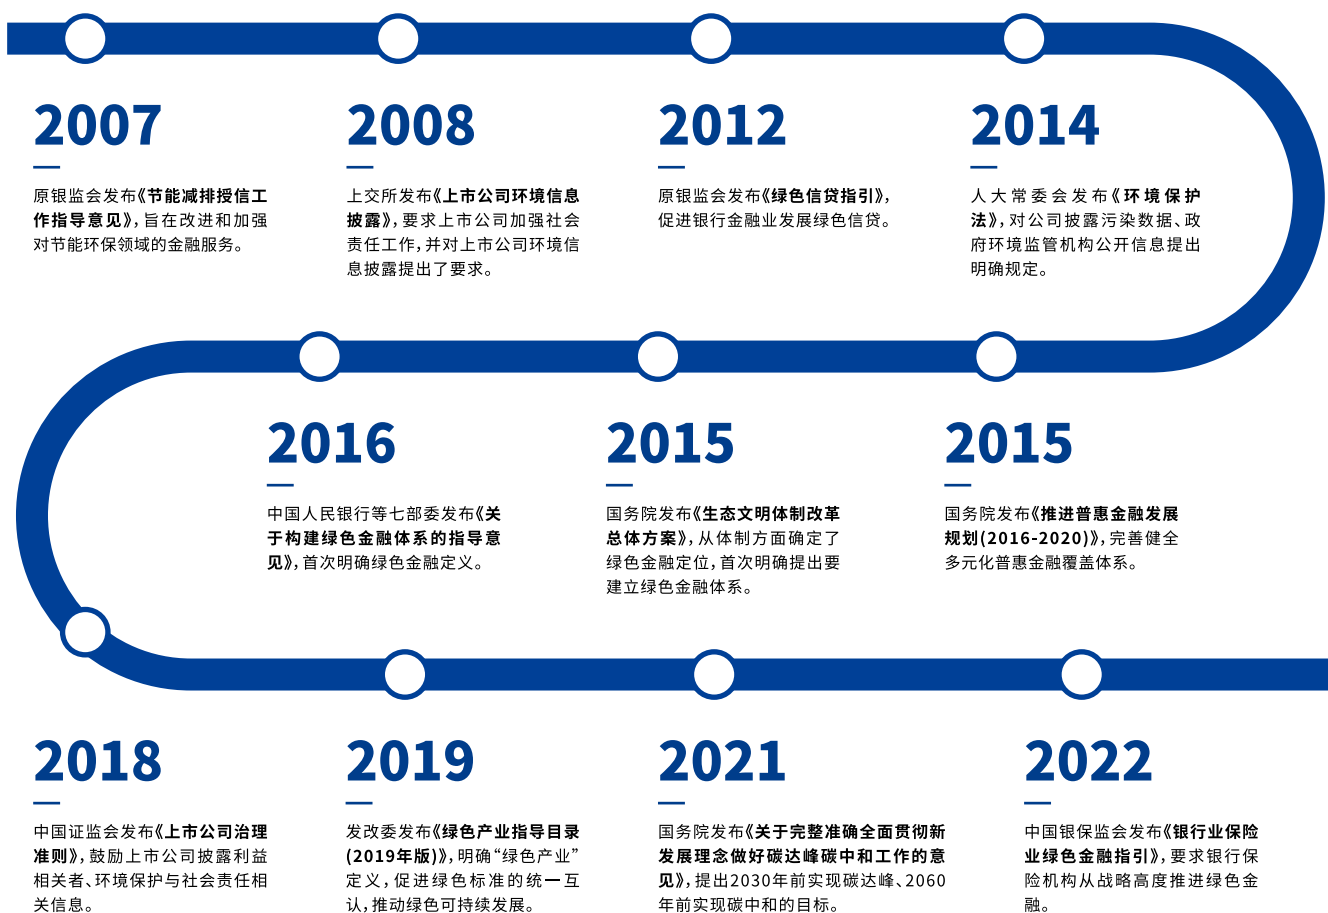 2007
原银监会发布《节能减排授信工
作指导意见》，旨在改进和加强
对节能环保领域的金融服务。
2008
上交所发布《上市公司环境信息
披露》，要求上市公司加强社会
责任工作，并对上市公司环境信
息披露提出了要求。
2012
原银监会发布《绿色信贷指引》，
促进银行金融业发展绿色信贷。
2014
人大常委会发布《环境保护
法》，对公司披露污染数据、政
府环境监管机构公开信息提出
明确规定。
2016
中国人民银行等七部委发布《关
于构建绿色金融体系的指导意
见》，首次明确绿色金融定义。
2015
国务院发布《生态文明体制改革
总体方案》，从体制方面确定了
绿色金融定位，首次明确提出要
建立绿色金融体系。
2015
国务院发布《推进普惠金融发展
规划(2016-2020)》，完善健全
多元化普惠金融覆盖体系。
2018
中国证监会发布《上市公司治理
准则》，鼓励上市公司披露利益
相关者、环境保护与社会责任相
关信息。
2019
发改委发布《绿色产业指导目录
(2019年版)》，明确“绿色产业”
定义，促进绿色标准的统一互
认，推动绿色可持续发展。
2021
国务院发布《关于完整准确全面贯彻新
发展理念做好碳达峰碳中和工作的意
见》，提出2030年前实现碳达峰、2060
年前实现碳中和的目标。
2022
中国银保监会发布《银行业保险
业绿色金融指引》，要求银行保
险机构从战略高度推进绿色金
融。